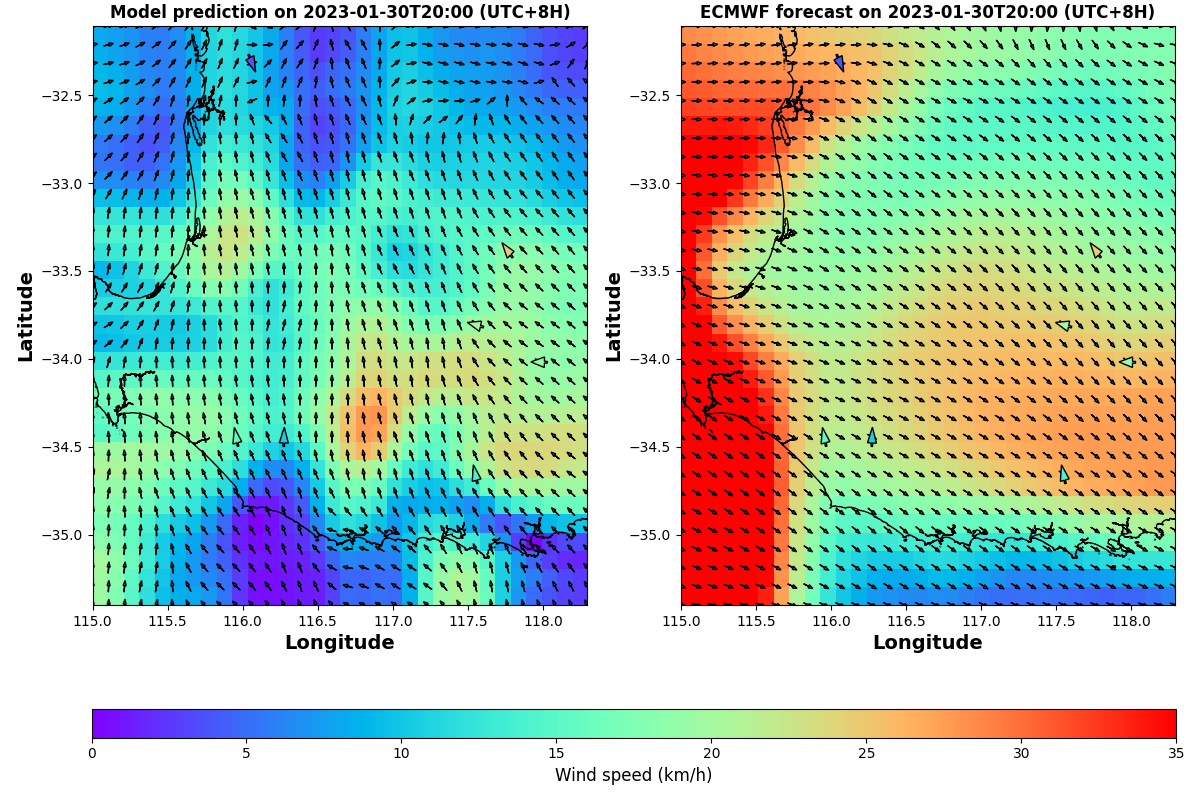 Model prediction on 2023-01-30T20:00 (UTC+8H)
ECMWF forecast on 2023-01-30T20:00 (UTC+8H)
−32.5
−33.0
−33.5
−34.0
−34.5
−35.0
Latitude
−32.5
−33.0
−33.5
−34.0
−34.5
−35.0
Latitude
115.0 115.5 116.0 116.5 117.0 117.5 118.0
115.0 115.5 116.0 116.5 117.0 117.5 118.0
Longitude
Longitude
0 5 10 15 20 25 30 35
Wind speed (km/h)